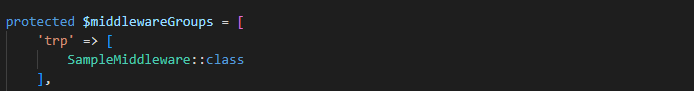 protected $middlewareGroups = [
    'trp' => [
        SampleMiddleware::class
    ],